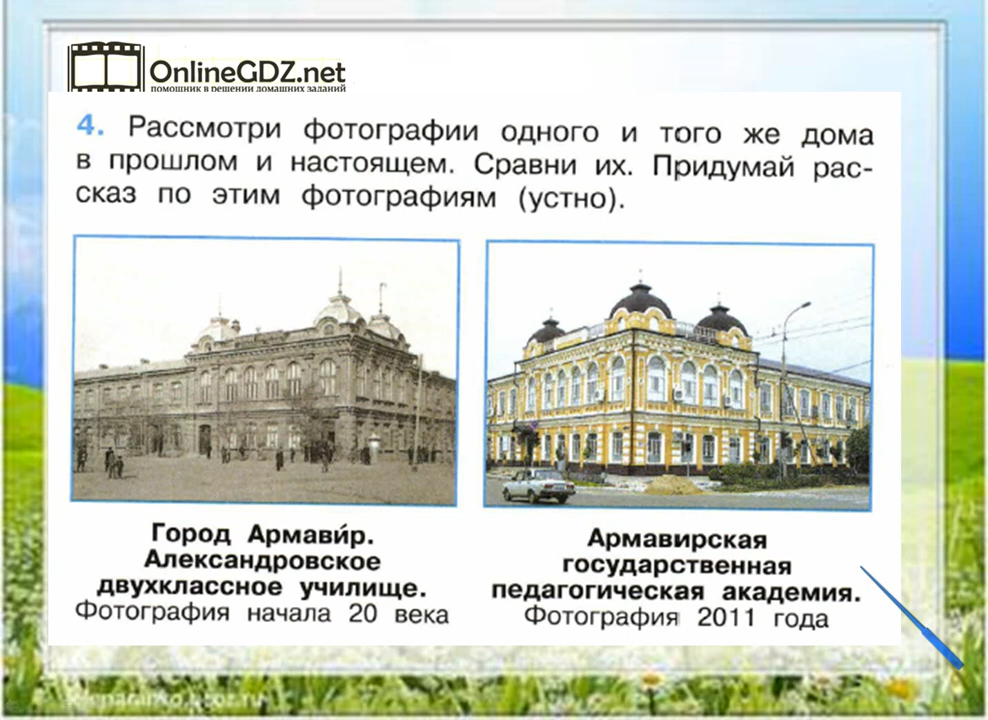 OnlineGDZ.net
помощник в решении домашних заданий
4. Рассмотри фотографии одного и того же дома
в прошлом и настоящем. Сравни их. Придумай рас-
сказ по этим фотографиям (устно).
Город Армави́р.
Александровское
двухклассное училище.
Фотография начала 20 века
Армавирская
государственная
педагогическая академия.
Фотография 2011 года